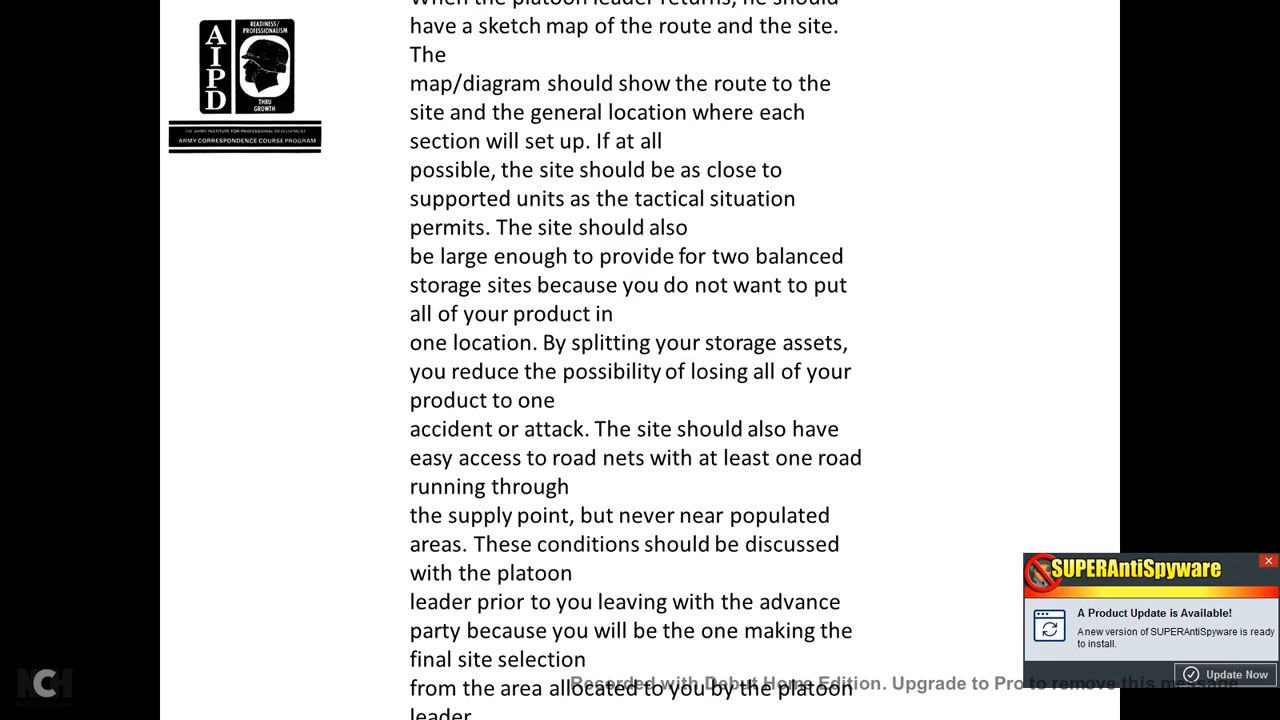 When the platoon leader returns, he should
have a sketch map of the route and the site.
The
map/diagram should show the route to the
site and the general location where each
section will set up. If at all
possible, the site should be as close to
supported units as the tactical situation
permits. The site should also
be large enough to provide for two balanced
storage sites because you do not want to put
all of your product in
one location. By splitting your storage assets,
you reduce the possibility of losing all of your
product to one
accident or attack. The site should also have
easy access to road nets with at least one road
running through
the supply point, but never near populated
areas. These conditions should be discussed
with the platoon
leader prior to you leaving with the advance
party because you will be the one making the
final site selection
from the area allocated to you by the platoon
leader
AIPD
READINESS/
PROFESSIONALISM
THRU
GROWTH
THE ARMY INSTITUTE FOR PROFESSIONAL DEVELOPMENT
ARMY CORRESPONDENCE COURSE PROGRAM
SUPERAntiSpyware
A Product Update is Available!
A new version of SUPERAntiSpyware is ready
to install.
Update Now
Recorded with Debut Home Edition. Upgrade to Pro to remove this message
NCH
NCH Software